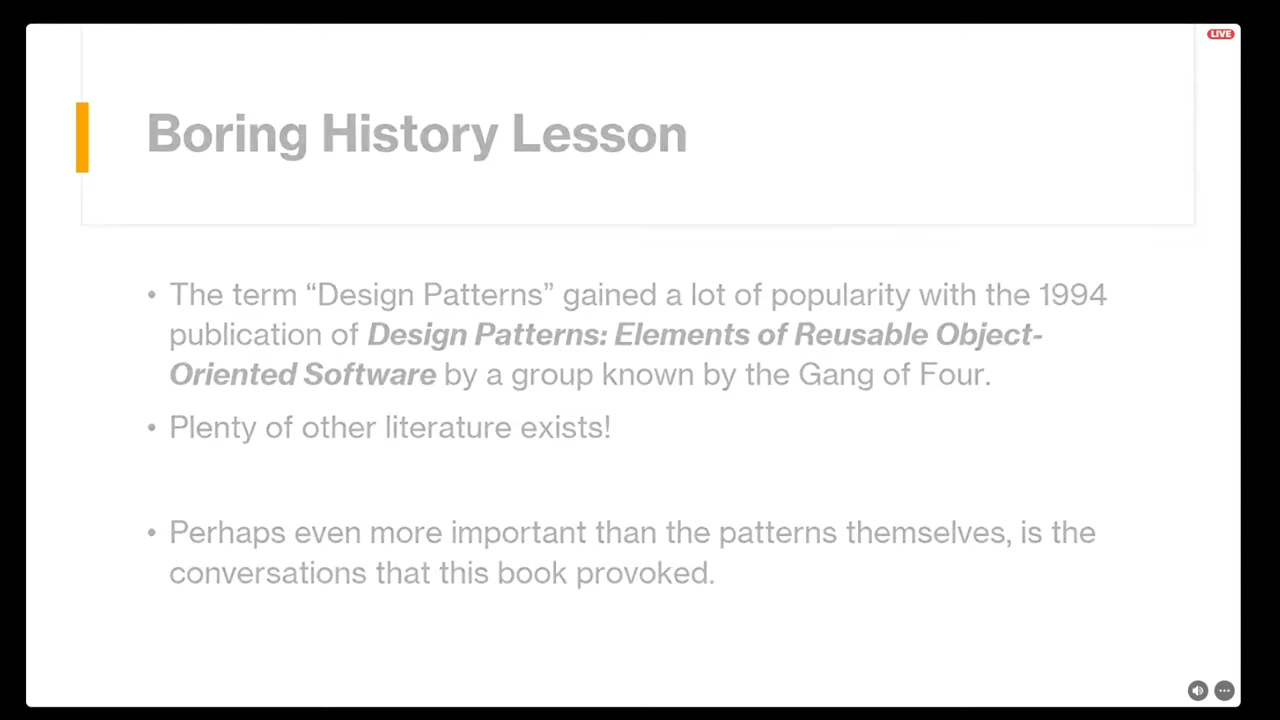 LIVE
Boring History Lesson
• The term “Design Patterns” gained a lot of popularity with the 1994
publication of Design Patterns: Elements of Reusable Object-
Oriented Software by a group known by the Gang of Four.
• Plenty of other literature exists!
• Perhaps even more important than the patterns themselves, is the
conversations that this book provoked.